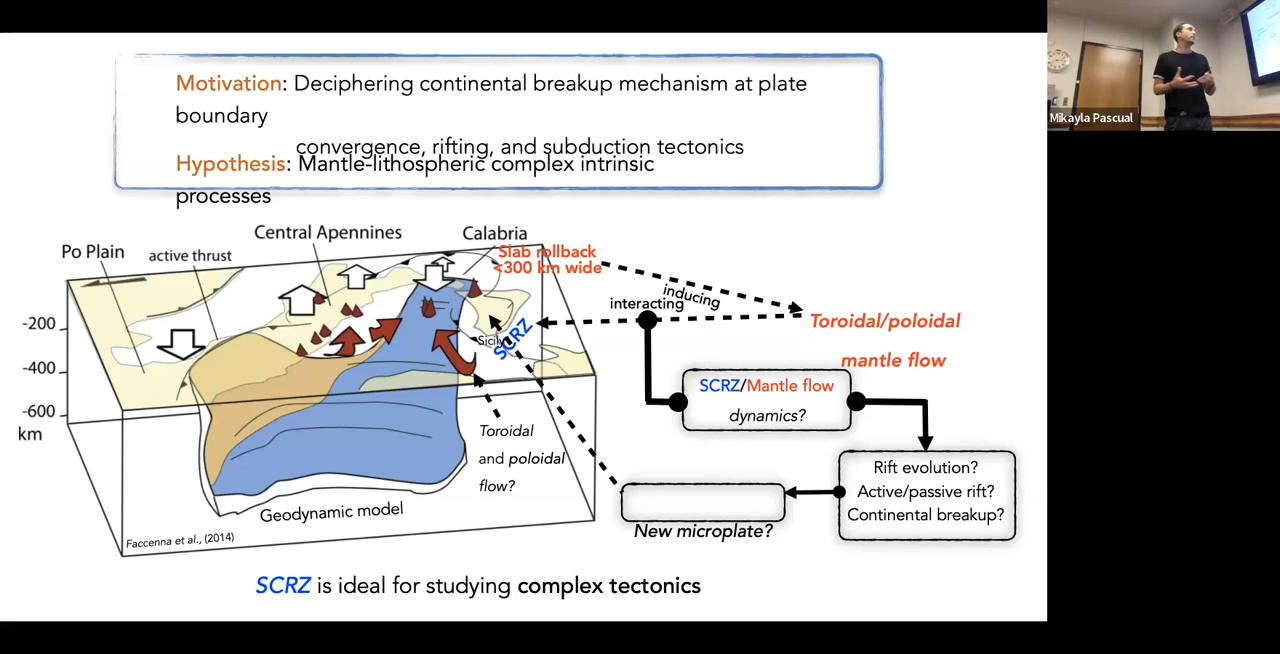 Motivation: Deciphering continental breakup mechanism at plate
boundary
convergence, rifting, and subduction tectonics
Hypothesis: Mantle-lithospheric complex intrinsic
processes
Mikayla Pascual
Po Plain
active thrust
Central Apennines
Calabria
Slab rollback
<300 km wide
interacting
inducing
Toroidal/poloidal
mantle flow
-200
-400
-600
km
Sicily
SCRZ
SCRZ/Mantle flow
dynamics?
Toroidal
and poloidal
flow?
Rift evolution?
Active/passive rift?
Continental breakup?
New microplate?
Geodynamic model
Faccenna et al., (2014)
SCRZ is ideal for studying complex tectonics